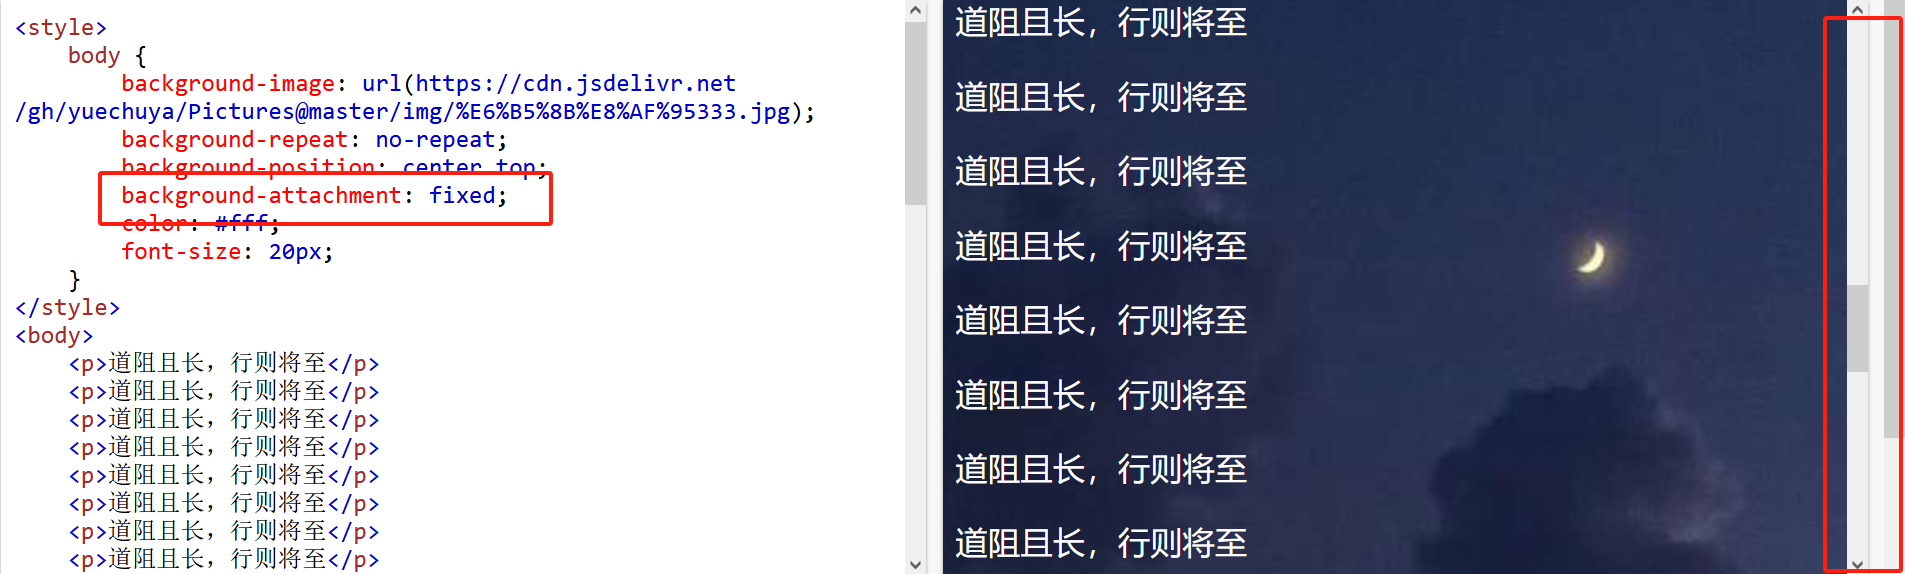 <style>
body {
background-image: url(https://cdn.jsdelivr.net
/gh/yuechuya/Pictures@master/img/%E6%B5%8B%E8%AF%95333.jpg);
background-repeat: no-repeat;
background-position: center top;
background-attachment: fixed;
color: #fff;
font-size: 20px;
}
</style>
<body>
<p>道阻且长，行则将至</p>
<p>道阻且长，行则将至</p>
<p>道阻且长，行则将至</p>
<p>道阻且长，行则将至</p>
<p>道阻且长，行则将至</p>
<p>道阻且长，行则将至</p>
<p>道阻且长，行则将至</p>
<p>道阻且长，行则将至</p>
道阻且长，行则将至
道阻且长，行则将至
道阻且长，行则将至
道阻且长，行则将至
道阻且长，行则将至
道阻且长，行则将至
道阻且长，行则将至
道阻且长，行则将至